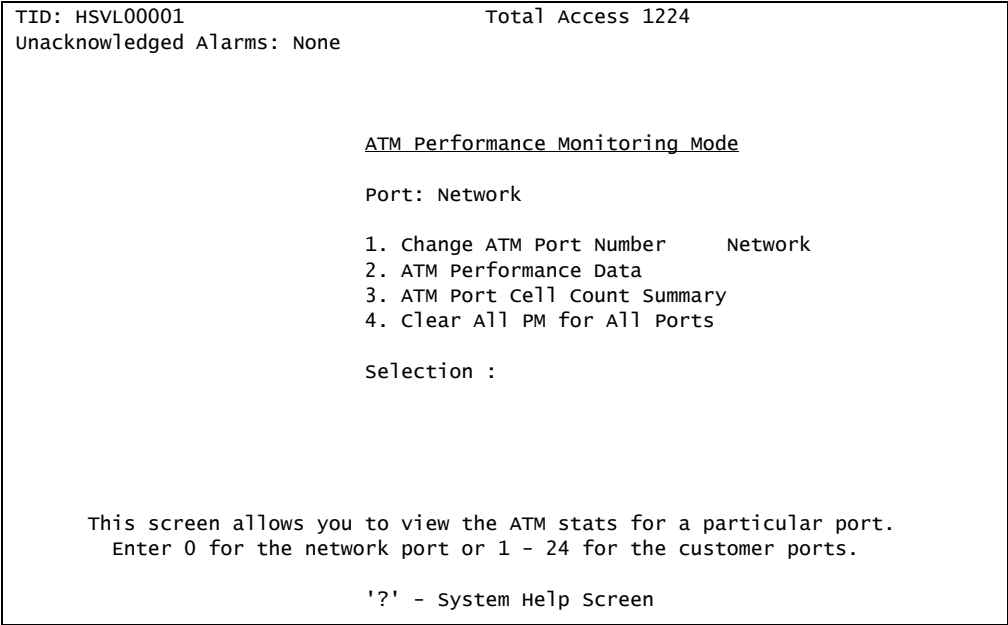 TID: HSVL00001 Total Access 1224
Unacknowledged Alarms: None
ATM Performance Monitoring Mode
Port: Network
1. Change ATM Port Number Network
2. ATM Performance Data
3. ATM Port Cell Count Summary
4. Clear All PM for All Ports
Selection :
This screen allows you to view the ATM stats for a particular port.
Enter 0 for the network port or 1 - 24 for the customer ports.
'?' - System Help Screen